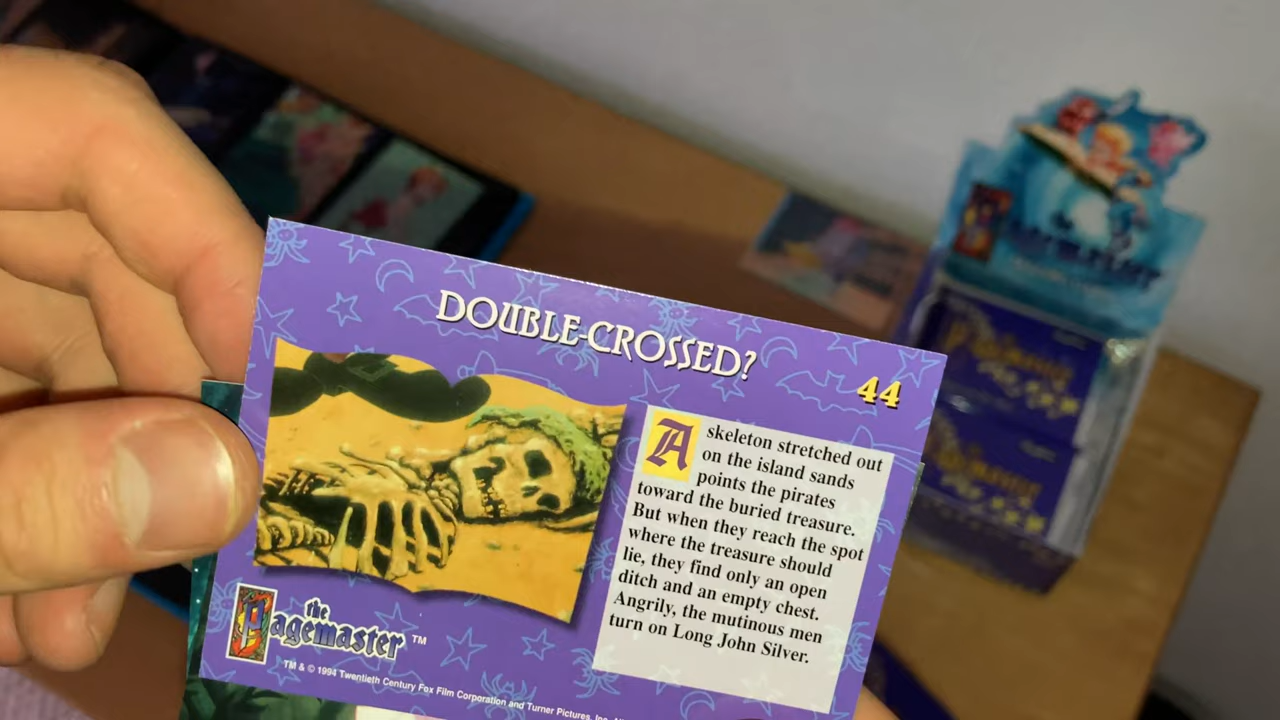 DOUBLE-CROSSED?
44
A skeleton stretched out
on the island sands
points the pirates
toward the buried treasure.
But when they reach the spot
where the treasure should
lie, they find only an open
ditch and an empty chest.
Angrily, the mutinous men
turn on Long John Silver.
the
Pagemaster™
TM & © 1994 Twentieth Century Fox Film Corporation and Turner Pictures, Inc.
the
Pagemaster